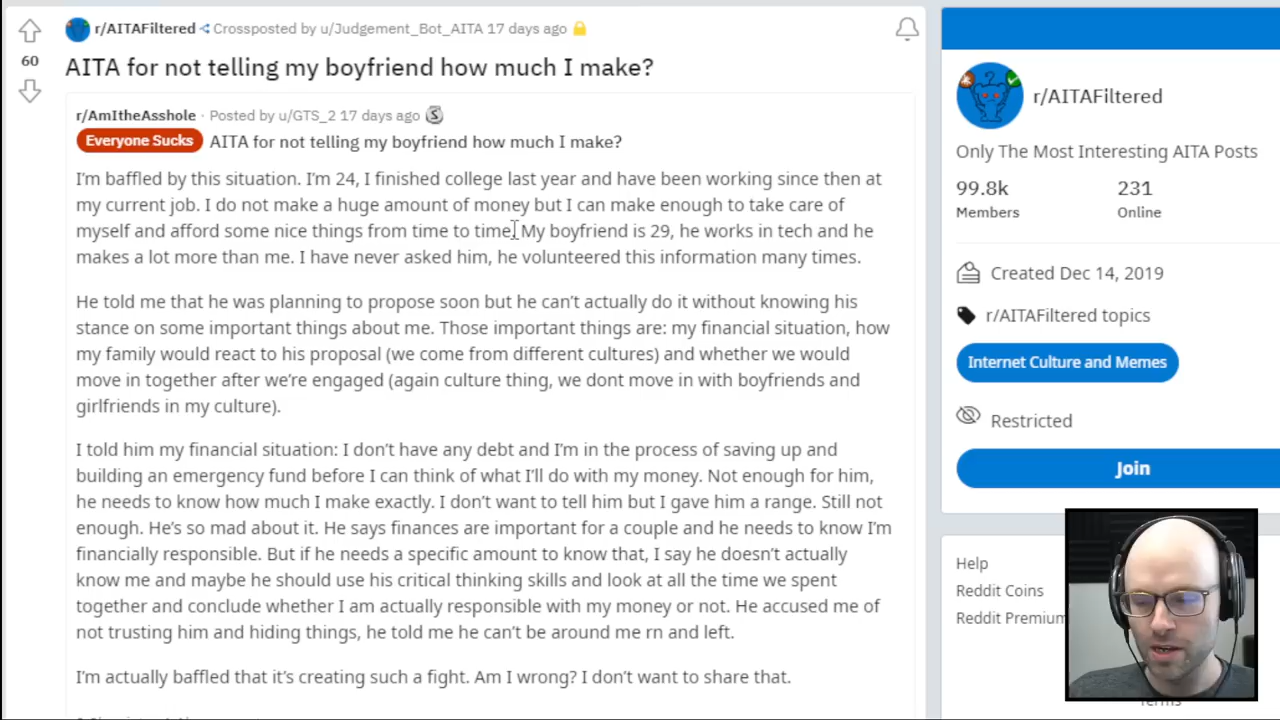 r/AITAFiltered Crossposted by u/Judgement_Bot_AITA 17 days ago
60
AITA for not telling my boyfriend how much I make?
r/AmItheAsshole · Posted by u/GTS_2 17 days ago
Everyone Sucks AITA for not telling my boyfriend how much I make?
I'm baffled by this situation. I'm 24, I finished college last year and have been working since then at
my current job. I do not make a huge amount of money but I can make enough to take care of
myself and afford some nice things from time to time. My boyfriend is 29, he works in tech and he
makes a lot more than me. I have never asked him, he volunteered this information many times.
He told me that he was planning to propose soon but he can't actually do it without knowing his
stance on some important things about me. Those important things are: my financial situation, how
my family would react to his proposal (we come from different cultures) and whether we would
move in together after we're engaged (again culture thing, we dont move in with boyfriends and
girlfriends in my culture).
I told him my financial situation: I don't have any debt and I'm in the process of saving up and
building an emergency fund before I can think of what I'll do with my money. Not enough for him,
he needs to know how much I make exactly. I don't want to tell him but I gave him a range. Still not
enough. He's so mad about it. He says finances are important for a couple and he needs to know I'm
financially responsible. But if he needs a specific amount to know that, I say he doesn't actually
know me and maybe he should use his critical thinking skills and look at all the time we spent
together and conclude whether I am actually responsible with my money or not. He accused me of
not trusting him and hiding things, he told me he can't be around me rn and left.
I'm actually baffled that it's creating such a fight. Am I wrong? I don't want to share that.
r/AITAFiltered
Only The Most Interesting AITA Posts
99.8k 231
Members Online
Created Dec 14, 2019
r/AITAFiltered topics
Internet Culture and Memes
Restricted
Join
Help
Reddit Coins
Reddit Premium
Terms